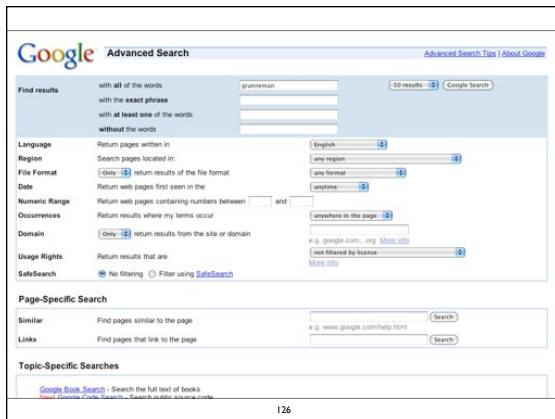 Google Advanced Search Advanced Search Tips | About Google
Find results with all of the words granneman 50 results Google Search
with the exact phrase
with at least one of the words
without the words
Language Return pages written in English
Region Search pages located in: any region
File Format Only return results of the file format any format
Date Return web pages first seen in the anytime
Numeric Range Return web pages containing numbers between and
Occurrences Return results where my terms occur anywhere in the page
Domain Only return results from the site or domain
e.g. google.com, .org More info
Usage Rights Return results that are not filtered by license
More info
SafeSearch No filtering Filter using SafeSearch
Page-Specific Search
Similar Find pages similar to the page Search
e.g. www.google.com/help.html
Links Find pages that link to the page Search
Topic-Specific Searches
Google Book Search - Search the full text of books
New! Google Code Search - Search public source code
126